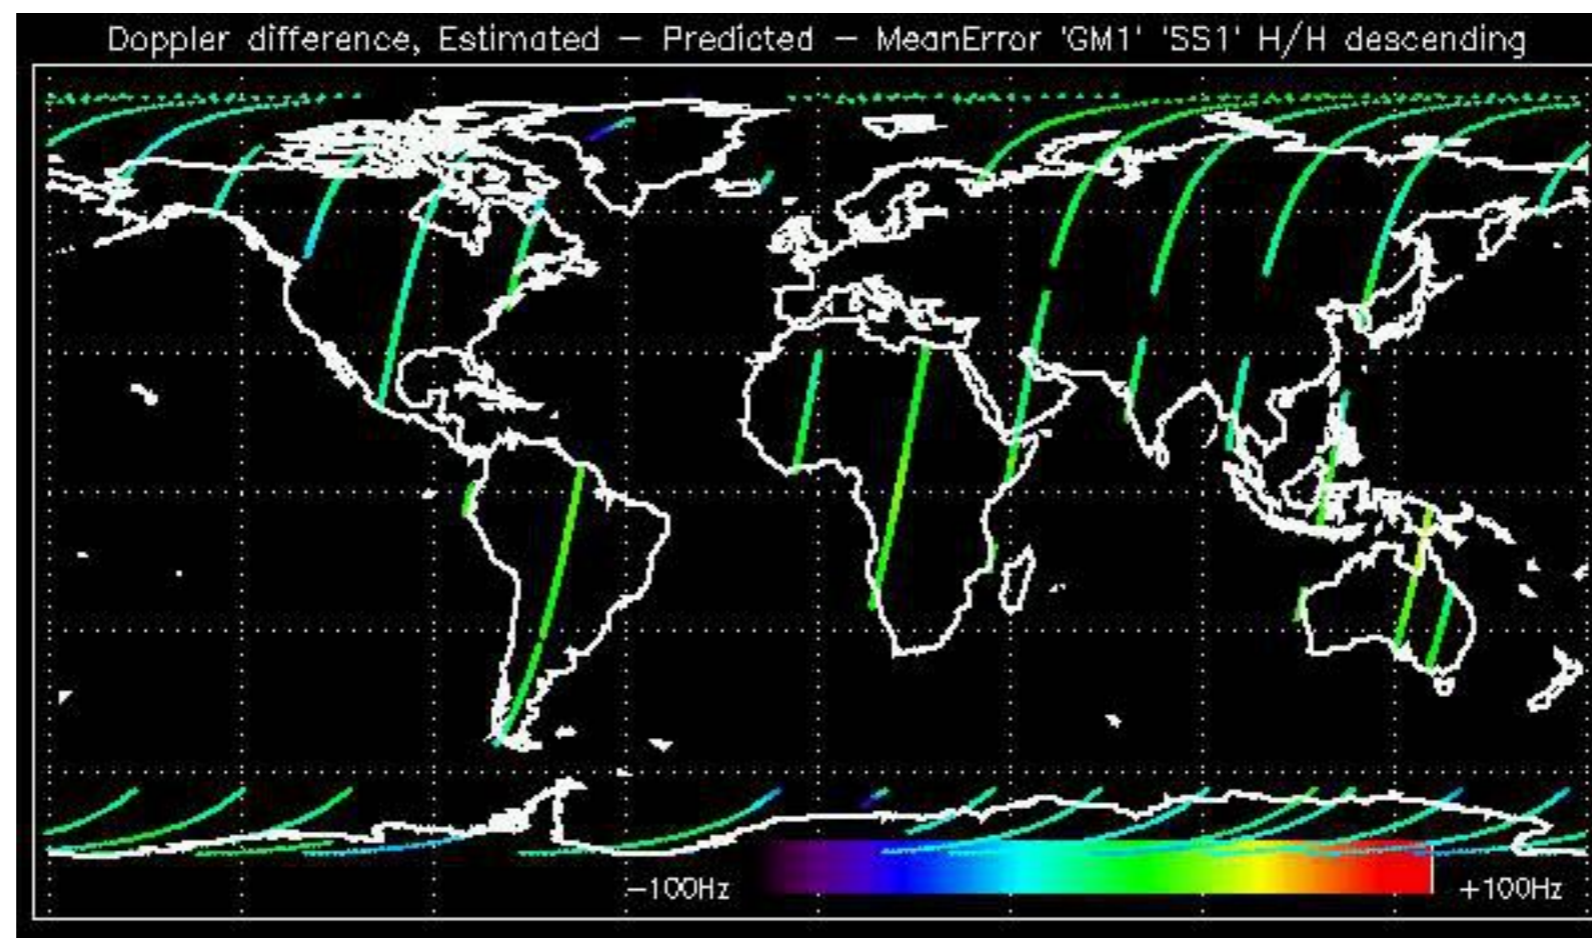 Doppler difference, Estimated – Predicted – MeanError 'GM1' 'SS1' H/H descending
−100Hz
+100Hz